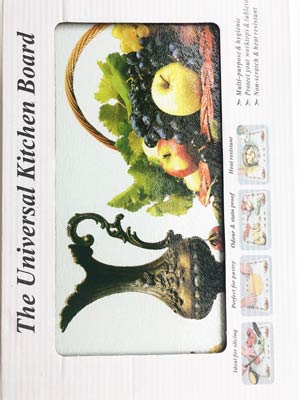 The Universal Kitchen Board
Multi-purpose & hygienic
Protect your worktops & tabletops
Non-scratch & heat resistant
Ideal for slicing
Perfect for pastry
Odour & stain proof
Heat resistant